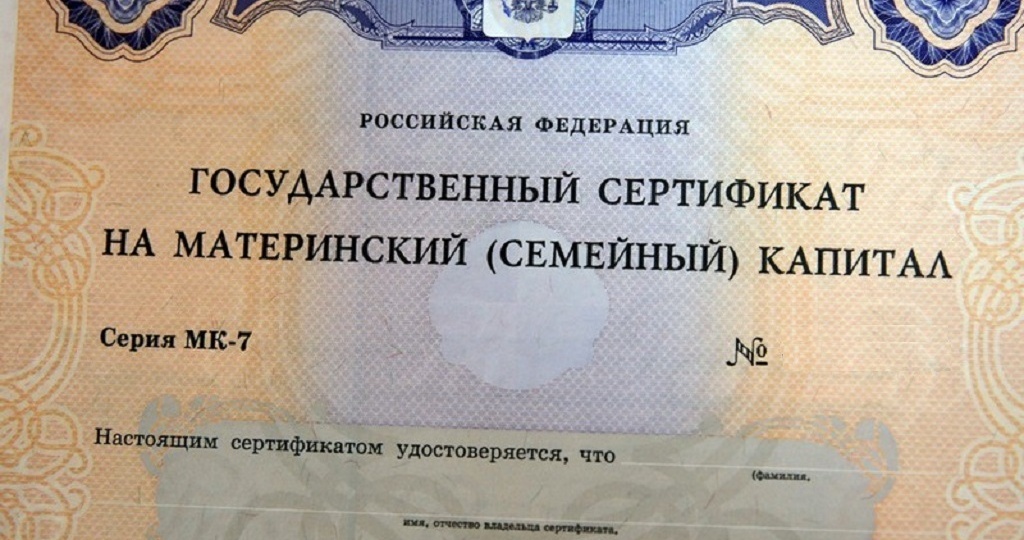 РОССИЙСКАЯ ФЕДЕРАЦИЯ
ГОСУДАРСТВЕННЫЙ СЕРТИФИКАТ
НА МАТЕРИНСКИЙ (СЕМЕЙНЫЙ) КАПИТАЛ
Серия МК-7 №
Настоящим сертификатом удостоверяется, что
(фамилия,
имя, отчество владельца сертификата,